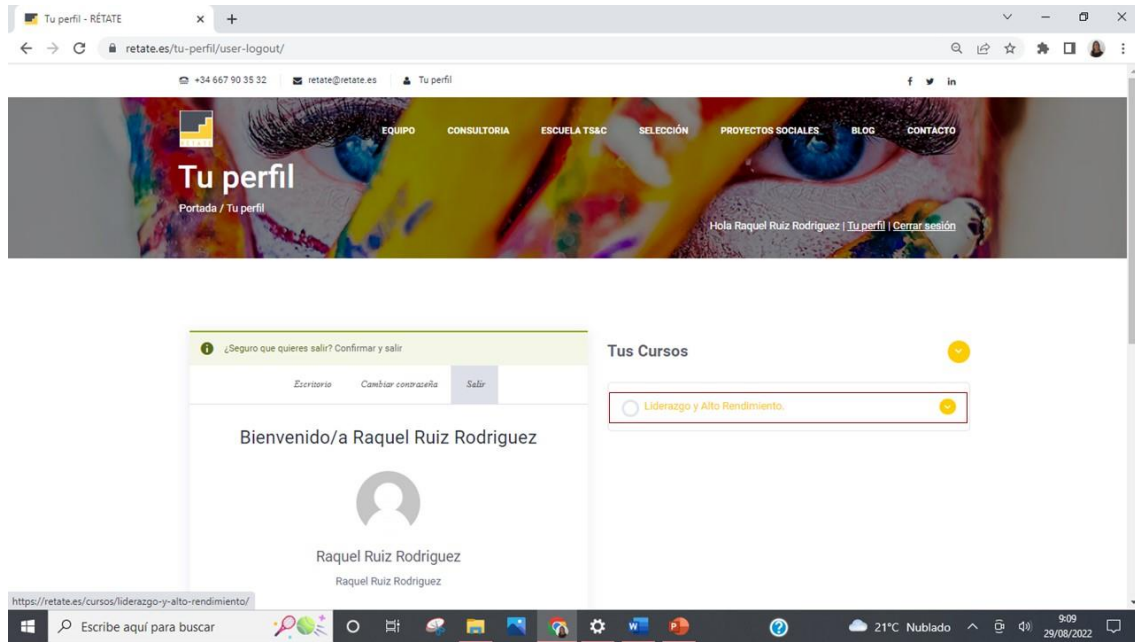 Tu perfil - RÉTATE
retate.es/tu-perfil/user-logout/
+34 667 90 35 32 retate@retate.es Tu perfil
RÉTATE
EQUIPO CONSULTORIA ESCUELA TS&C SELECCIÓN PROYECTOS SOCIALES BLOG CONTACTO
Tu perfil
Portada / Tu perfil
Hola Raquel Ruiz Rodriguez | Tu perfil | Cerrar sesión
¿Seguro que quieres salir? Confirmar y salir
Escritorio Cambiar contraseña Salir
Bienvenido/a Raquel Ruiz Rodriguez
Raquel Ruiz Rodriguez
Raquel Ruiz Rodriguez
Tus Cursos
Liderazgo y Alto Rendimiento.
https://retate.es/cursos/liderazgo-y-alto-rendimiento/
Escribe aquí para buscar
21°C Nublado
9:09
29/08/2022